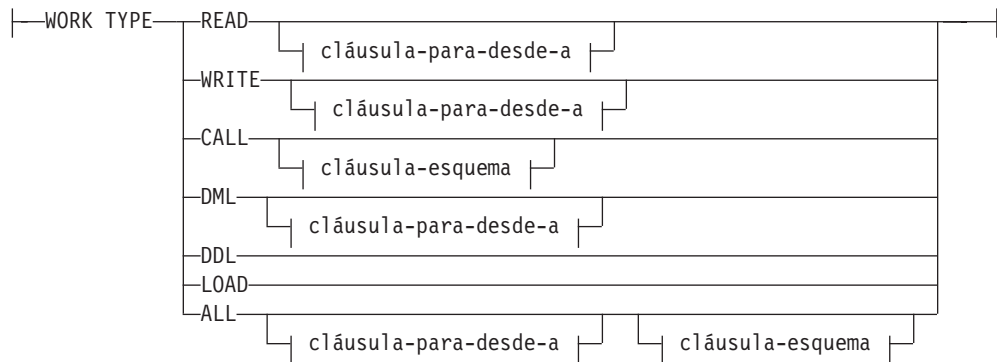 WORK TYPE READ
cláusula-para-desde-a
WRITE
cláusula-para-desde-a
CALL
cláusula-esquema
DML
cláusula-para-desde-a
DDL
LOAD
ALL
cláusula-para-desde-a cláusula-esquema